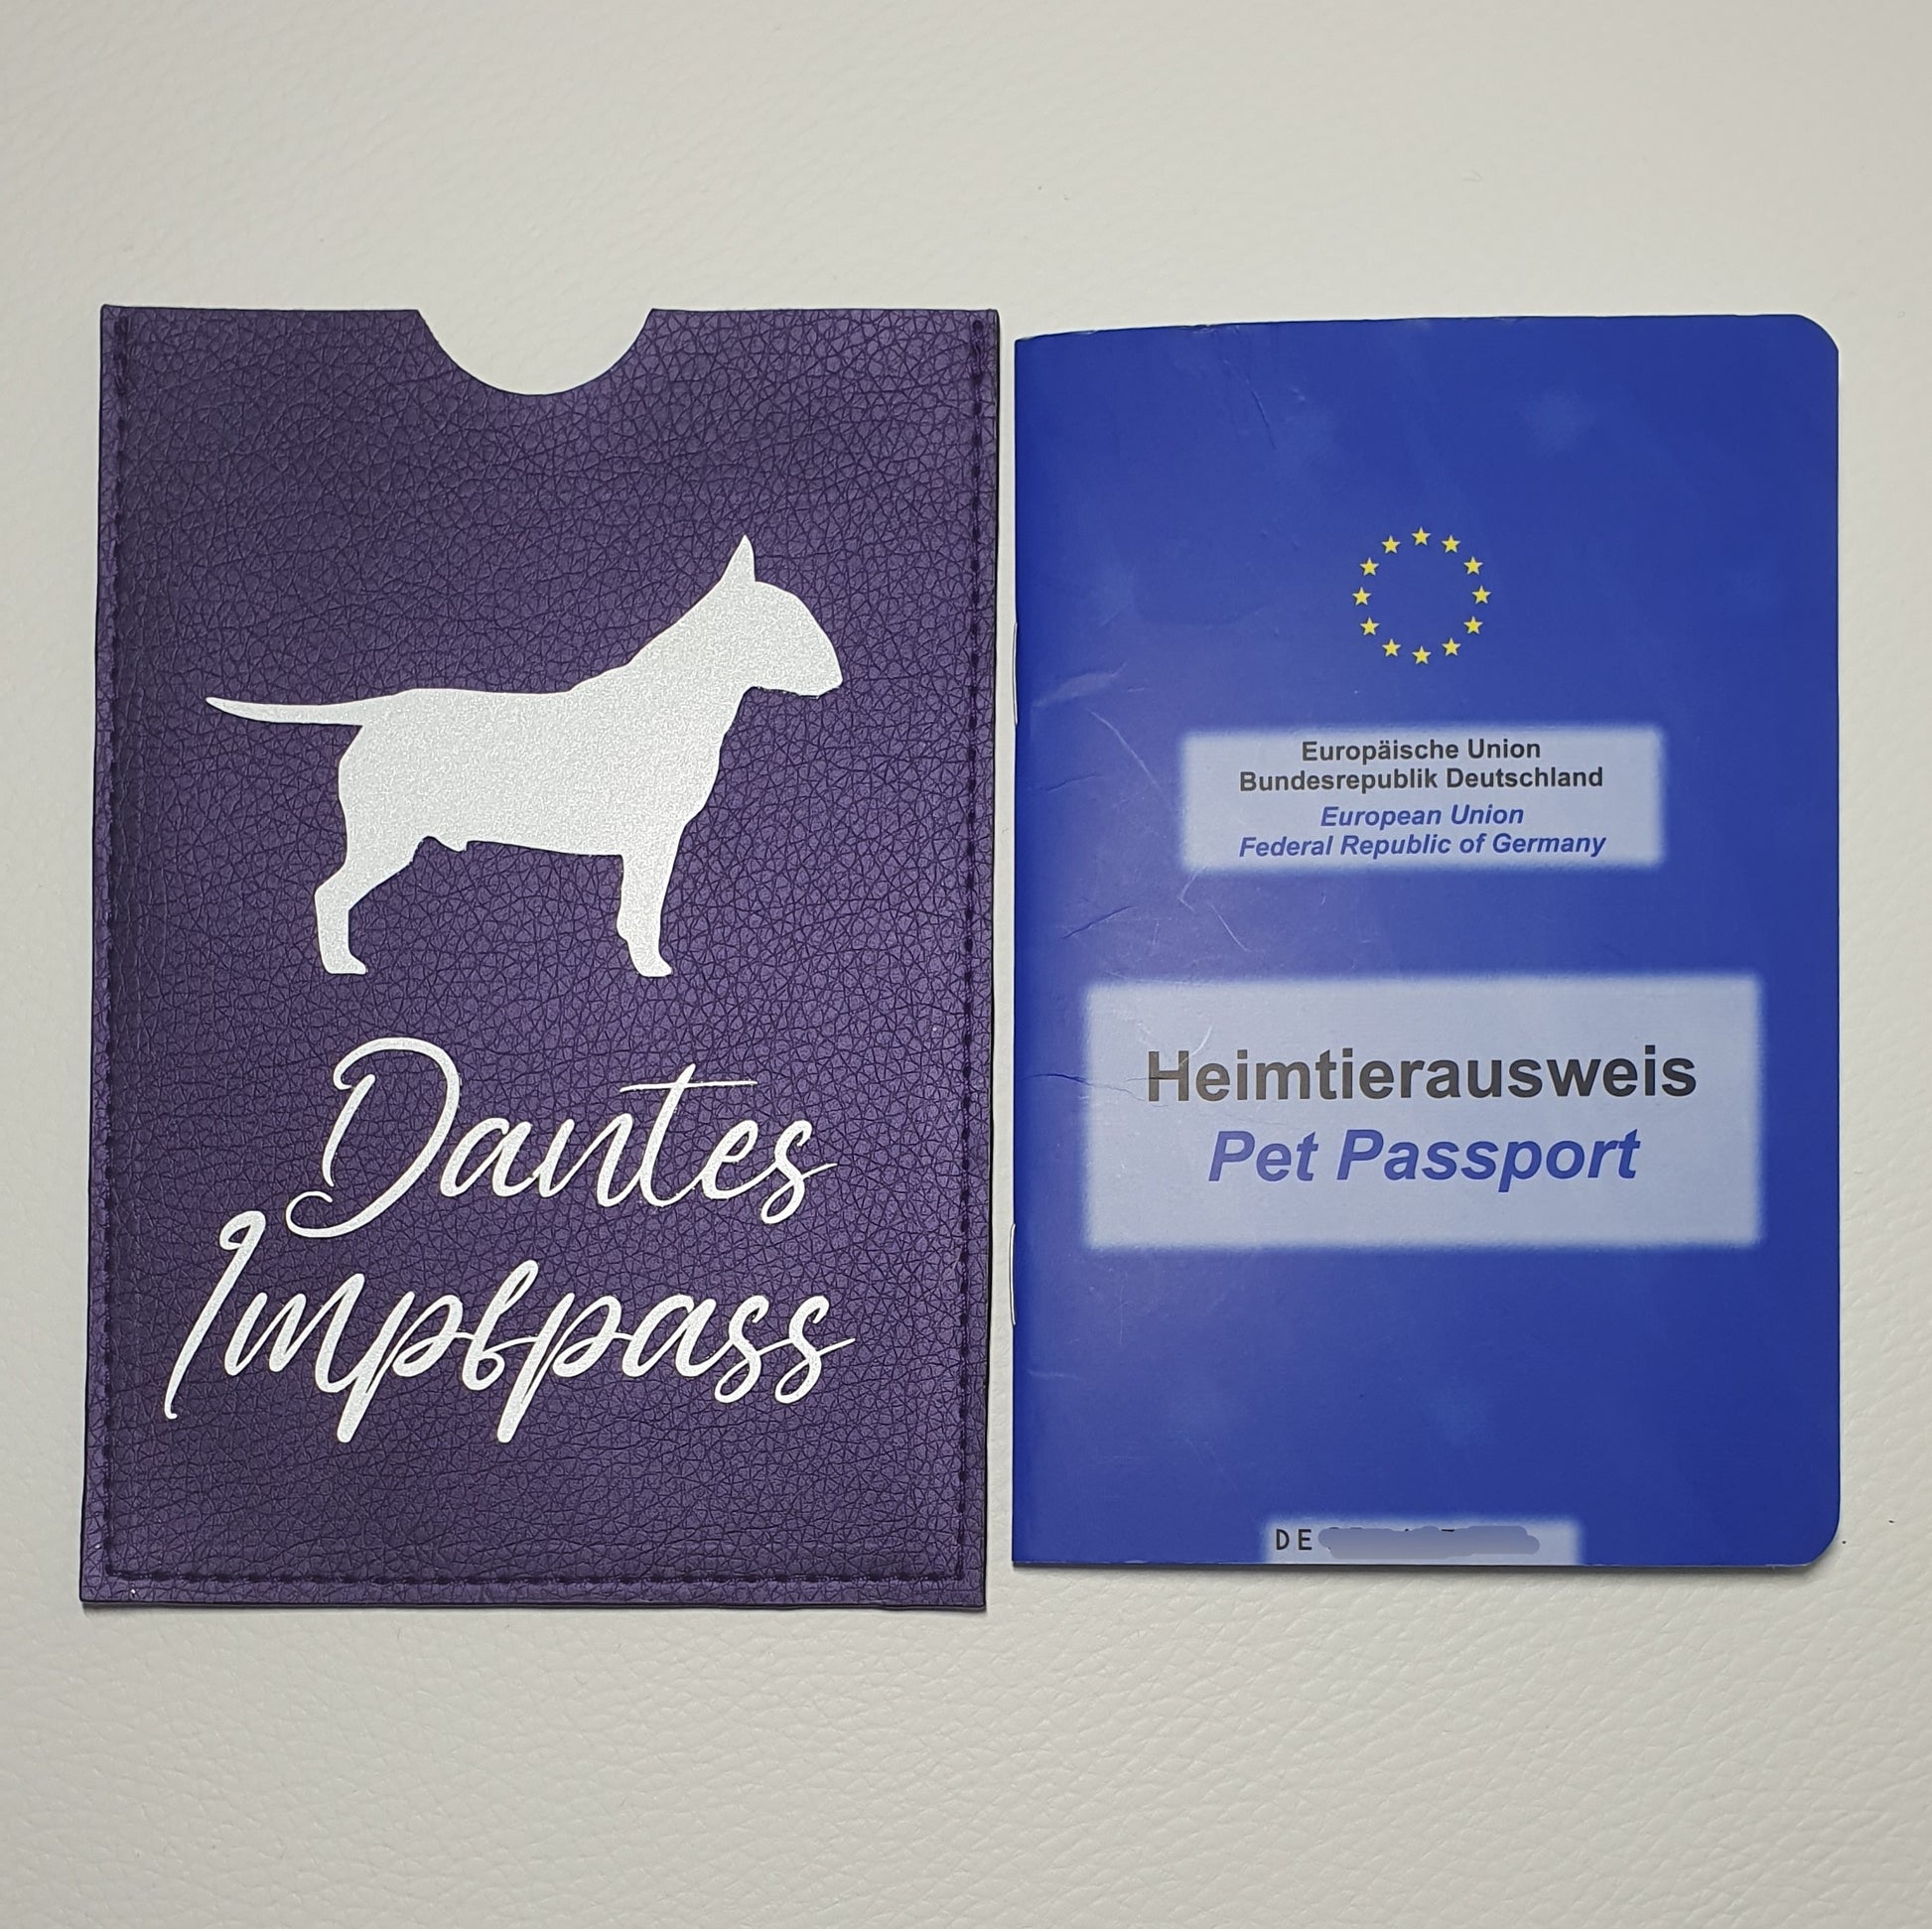 Dantes
Impfpass
Europäische Union
Bundesrepublik Deutschland
European Union
Federal Republic of Germany
Heimtierausweis
Pet Passport
DE